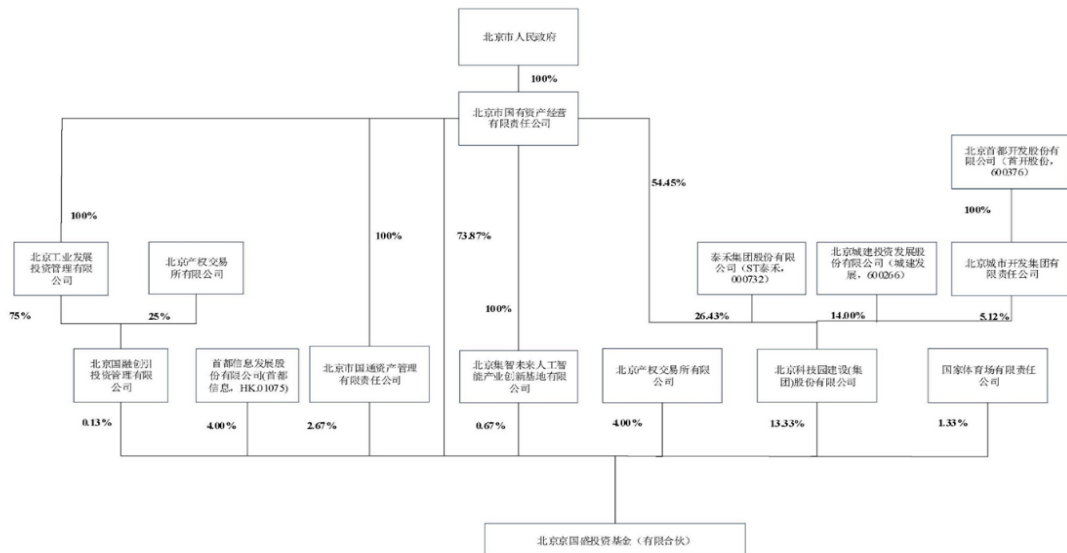 北京市人民政府
100%
北京市国有资产经营
有限责任公司
北京首都开发股份有
限公司（首开股份，
600376）
54.45%
100%
100%
73.87%
100%
北京工业发展
投资管理有限公
司
北京产权交易
所有限公司
泰禾集团股份有限
公司（ST泰禾，
000732）
北京城建投资发展股
份有限公司（城建发
展，600266）
北京城市开发集团有
限责任公司
75%
25%
100%
26.43%
14.00%
5.12%
北京国融创引
投资管理有限公
司
首都信息发展股
份有限公司(首都
信息，HK.01075)
北京市国通资产管理
有限责任公司
北京集智未来人工智
能产业创新基地有限
公司
北京产权交易所有限公
司
北京科技园建设(集
团)股份有限公司
国家体育场有限责任
公司
0.13%
4.00%
2.67%
0.67%
4.00%
13.33%
1.33%
北京京国盛投资基金（有限合伙）